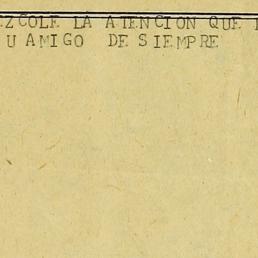 EZCOLE LA ATENCION QUE
U AMIGO DE SIEMPRE